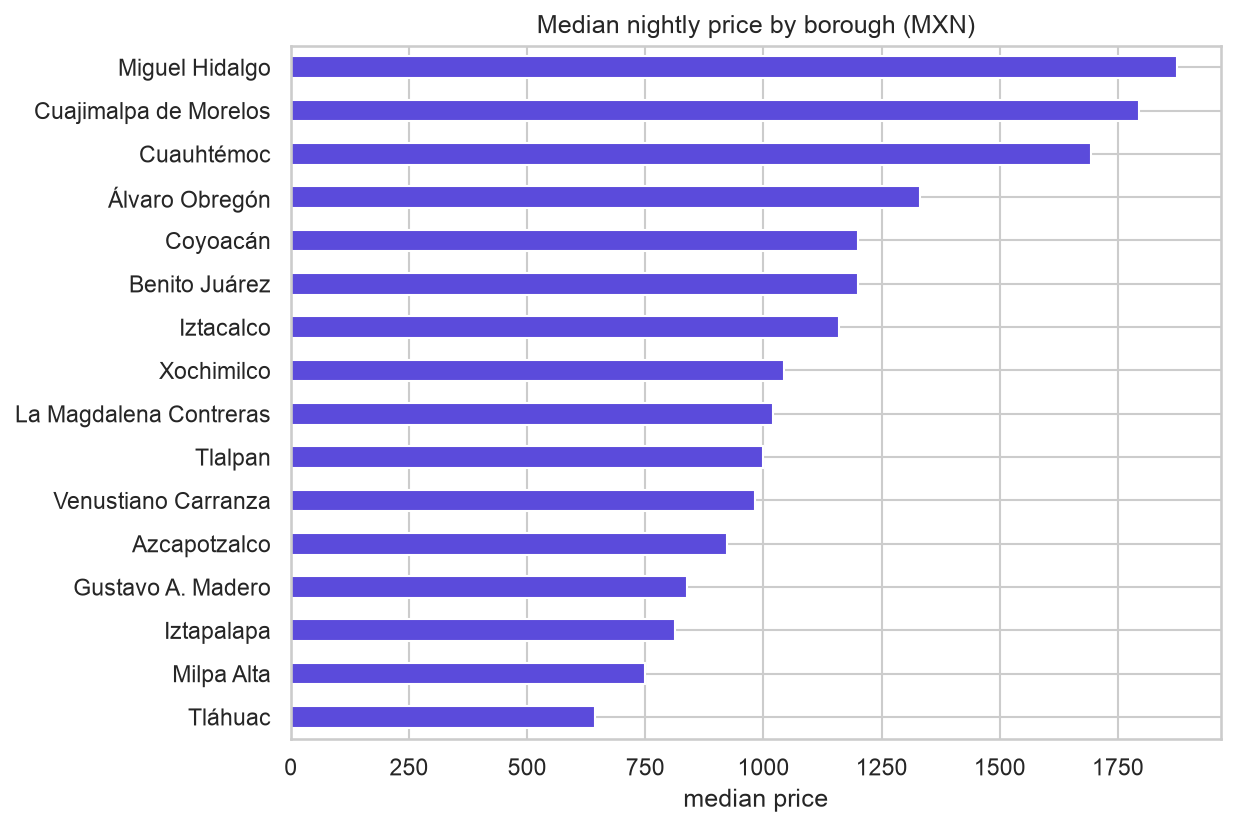 Median nightly price by borough (MXN)
Miguel Hidalgo
Cuajimalpa de Morelos
Cuauhtémoc
Álvaro Obregón
Coyoacán
Benito Juárez
Iztacalco
Xochimilco
La Magdalena Contreras
Tlalpan
Venustiano Carranza
Azcapotzalco
Gustavo A. Madero
Iztapalapa
Milpa Alta
Tláhuac
0 250 500 750 1000 1250 1500 1750
median price